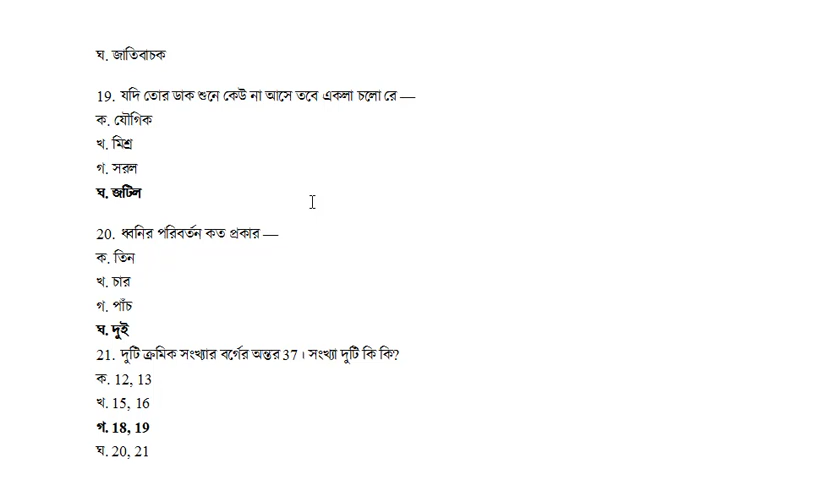 ঘ. জাতিবাচক
19. যদি তোর ডাক শুনে কেউ না আসে তবে একলা চলো রে —
ক. যৌগিক
খ. মিশ্র
গ. সরল
ঘ. জটিল
20. ধ্বনির পরিবর্তন কত প্রকার —
ক. তিন
খ. চার
গ. পাঁচ
ঘ. দুই
21. দুটি ক্রমিক সংখ্যার বর্গের অন্তর 37। সংখ্যা দুটি কি কি?
ক. 12, 13
খ. 15, 16
গ. 18, 19
ঘ. 20, 21